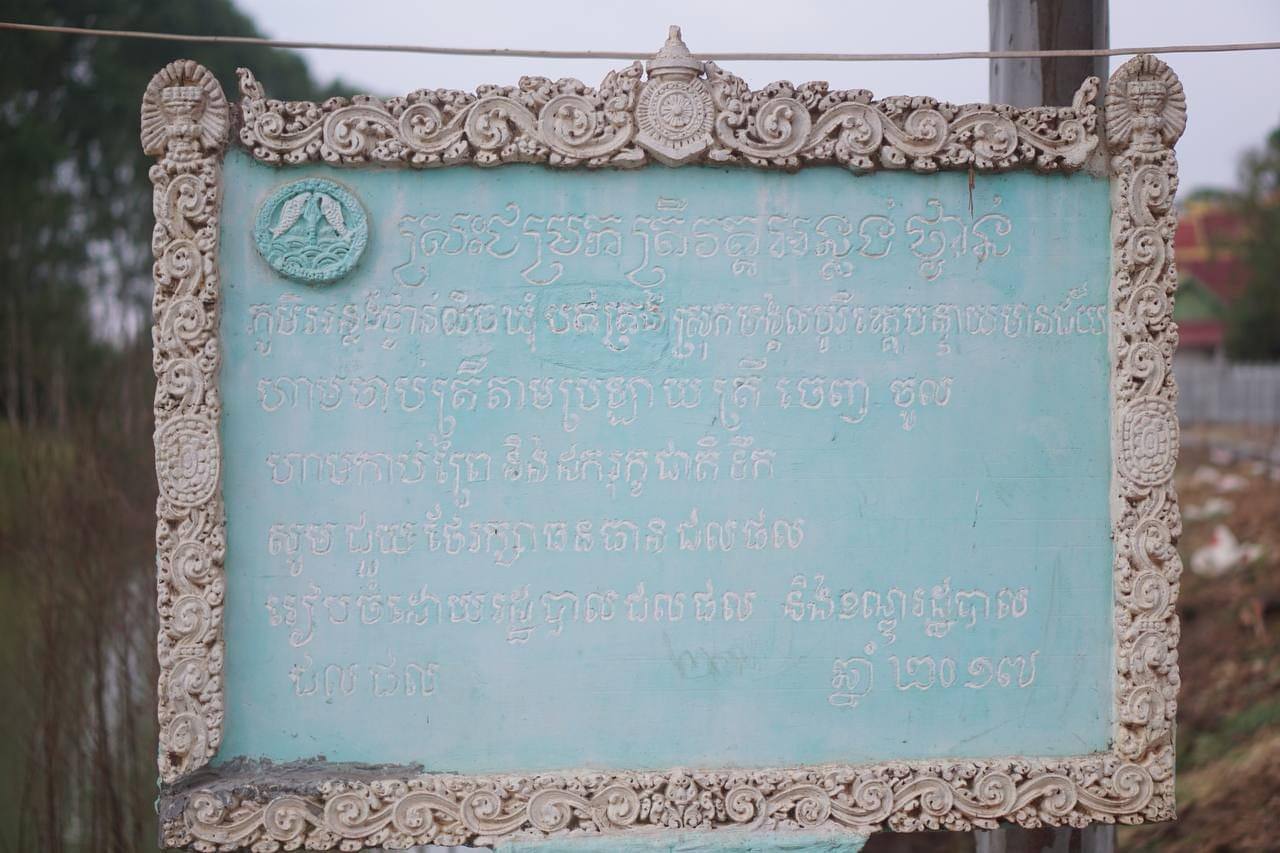 ស្រះជម្រកត្រីវត្តអន្លង់ថ្មាន់
ភូមិអន្លង់ថ្មាន់លិចឃុំ បត់ត្រង់ ស្រុក មង្គលបូរី ខេត្តបន្ទាយមានជ័យ
ហាមចាប់ត្រីតាមប្រឡាយ ត្រី ចេញ ចូល
ហាមកាប់ព្រៃ និង ដករុក្ខជាតិ ទឹក
សូម ជួយ ថែរក្សាធនធាន ជលផល
រៀបចំដោយរដ្ឋបាលជលផល និងខណ្ឌរដ្ឋបាល
ជលផល ឆ្នាំ ២០១៧